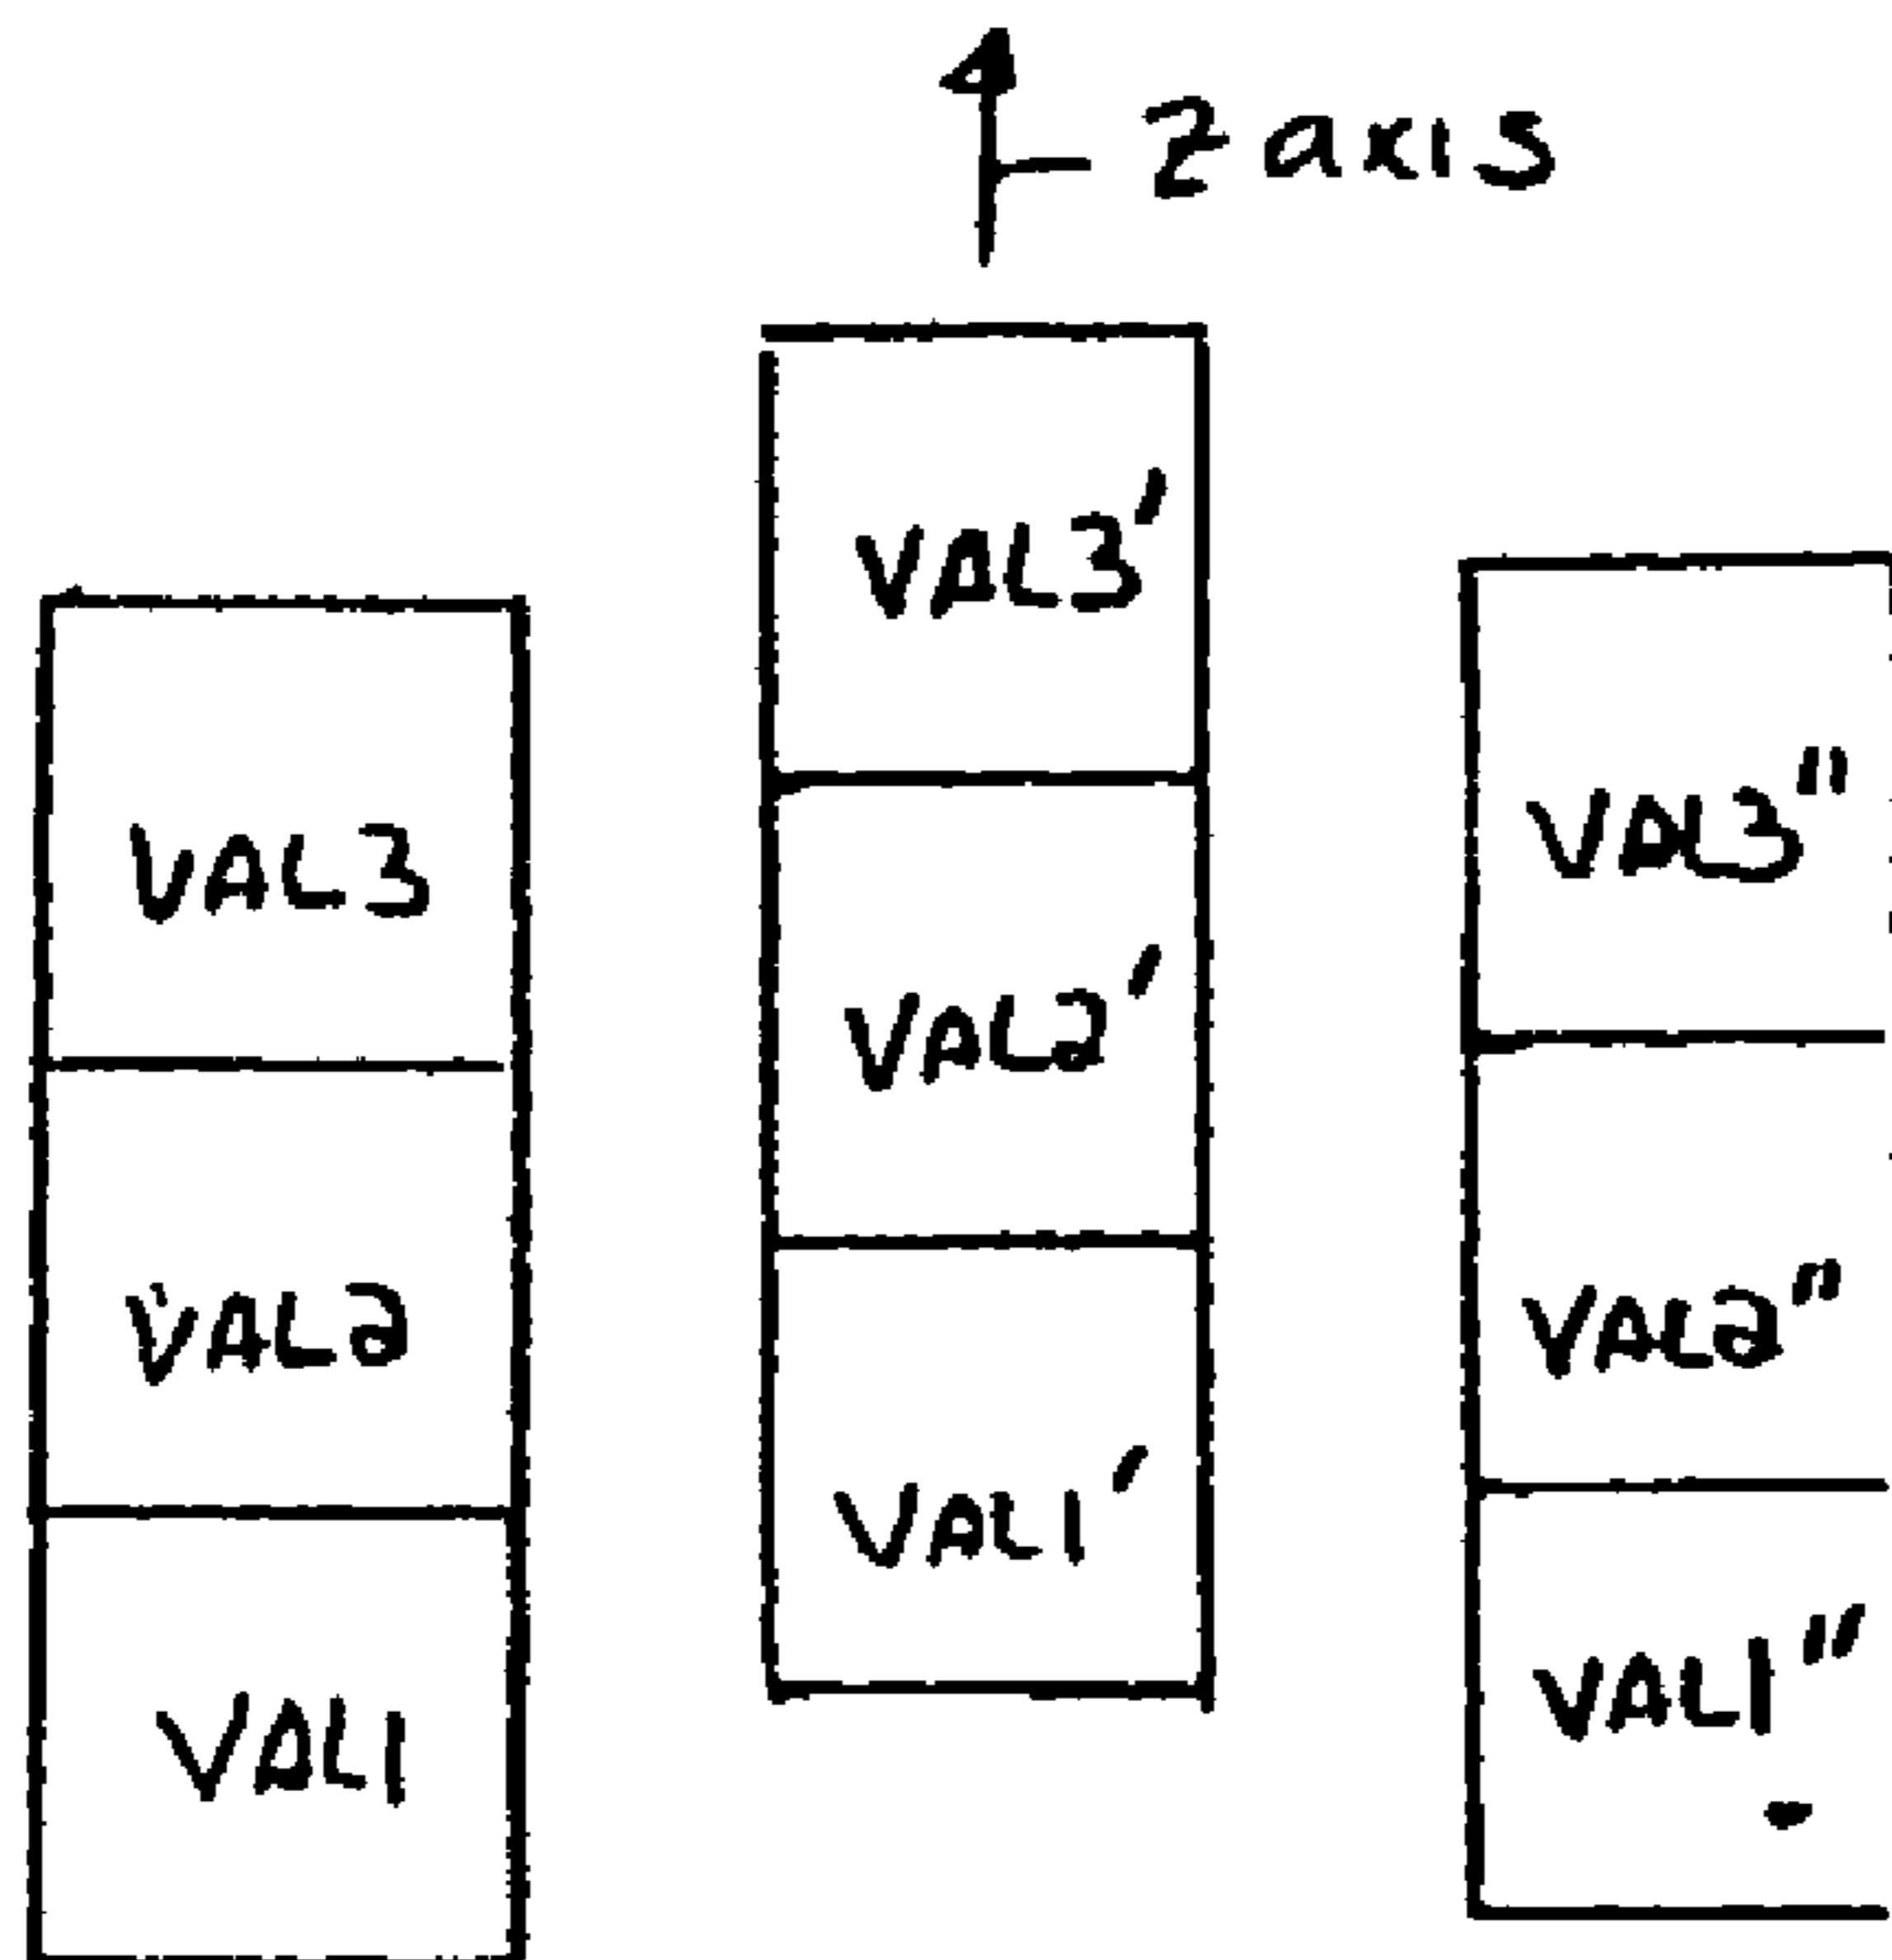 z axis
VAL3
VAL2
VAL1
VAL3'
VAL2'
VAL1'
VAL3"
VAL2"
VAL1"